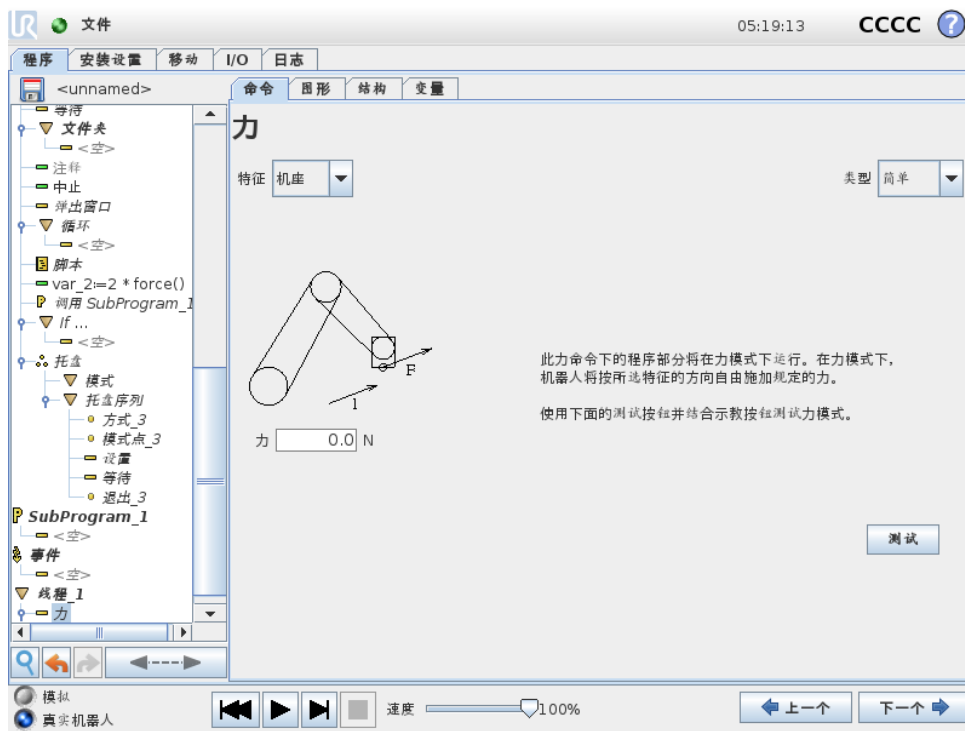 UR 文件 05:19:13 CCCC ?
程序 安装设置 移动 I/O 日志
<unnamed>
命令 图形 结构 变量
等待
文件夹
<空>
注释
中止
弹出窗口
循环
<空>
脚本
var_2:=2 * force()
调用 SubProgram_1
If ...
<空>
托盘
模式
托盘序列
方式_3
模式点_3
设置
等待
退出_3
SubProgram_1
<空>
事件
<空>
线程_1
力
力
特征 机座
类型 简单
F
1
力 0.0 N
此力命令下的程序部分将在力模式下运行。在力模式下，
机器人将按所选特征的方向自由施加规定的力。
使用下面的测试按钮并结合示教按钮测试力模式。
测试
模拟
真实机器人
速度 100%
上一个 下一个